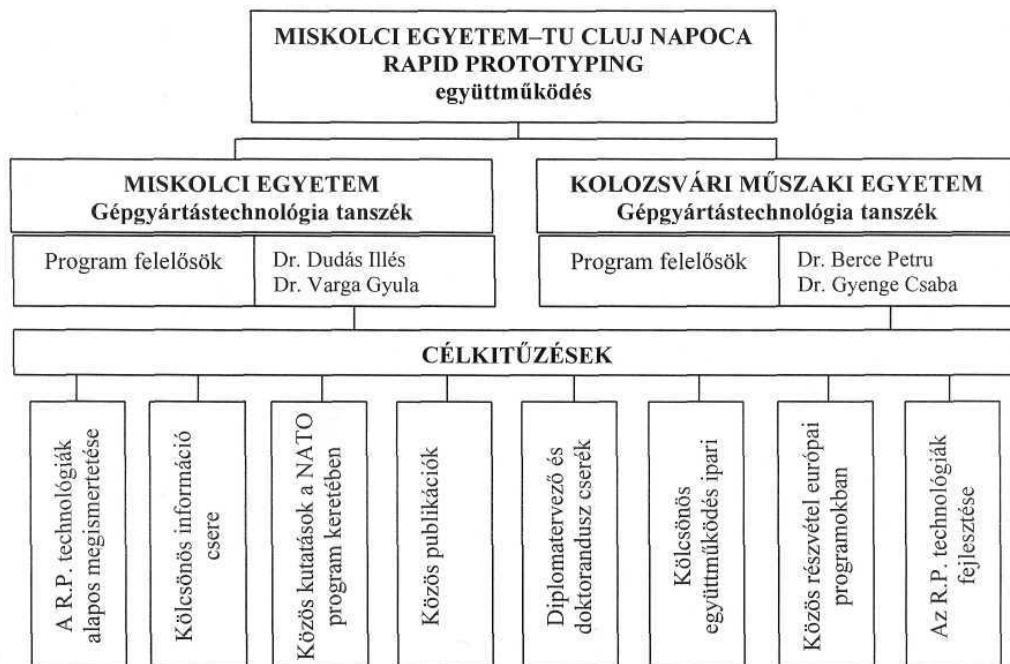 MISKOLCI EGYETEM–TU CLUJ NAPOCA
RAPID PROTOTYPING
együttműködés
MISKOLCI EGYETEM
Gépgyártástechnológia tanszék
Program felelősök
Dr. Dudás Illés
Dr. Varga Gyula
KOLOZSVÁRI MŰSZAKI EGYETEM
Gépgyártástechnológia tanszék
Program felelősök
Dr. Berce Petru
Dr. Gyenge Csaba
CÉLKITŰZÉSEK
A R.P. technológiák
alapos megismertetése
Kölcsönös információ
csere
Közös kutatások a NATO
program keretében
Közös publikációk
Diplomatervező és
doktorandusz cserék
Kölcsönös
együttműködés ipari
Közös részvétel európai
programokban
Az R.P. technológiák
fejlesztése